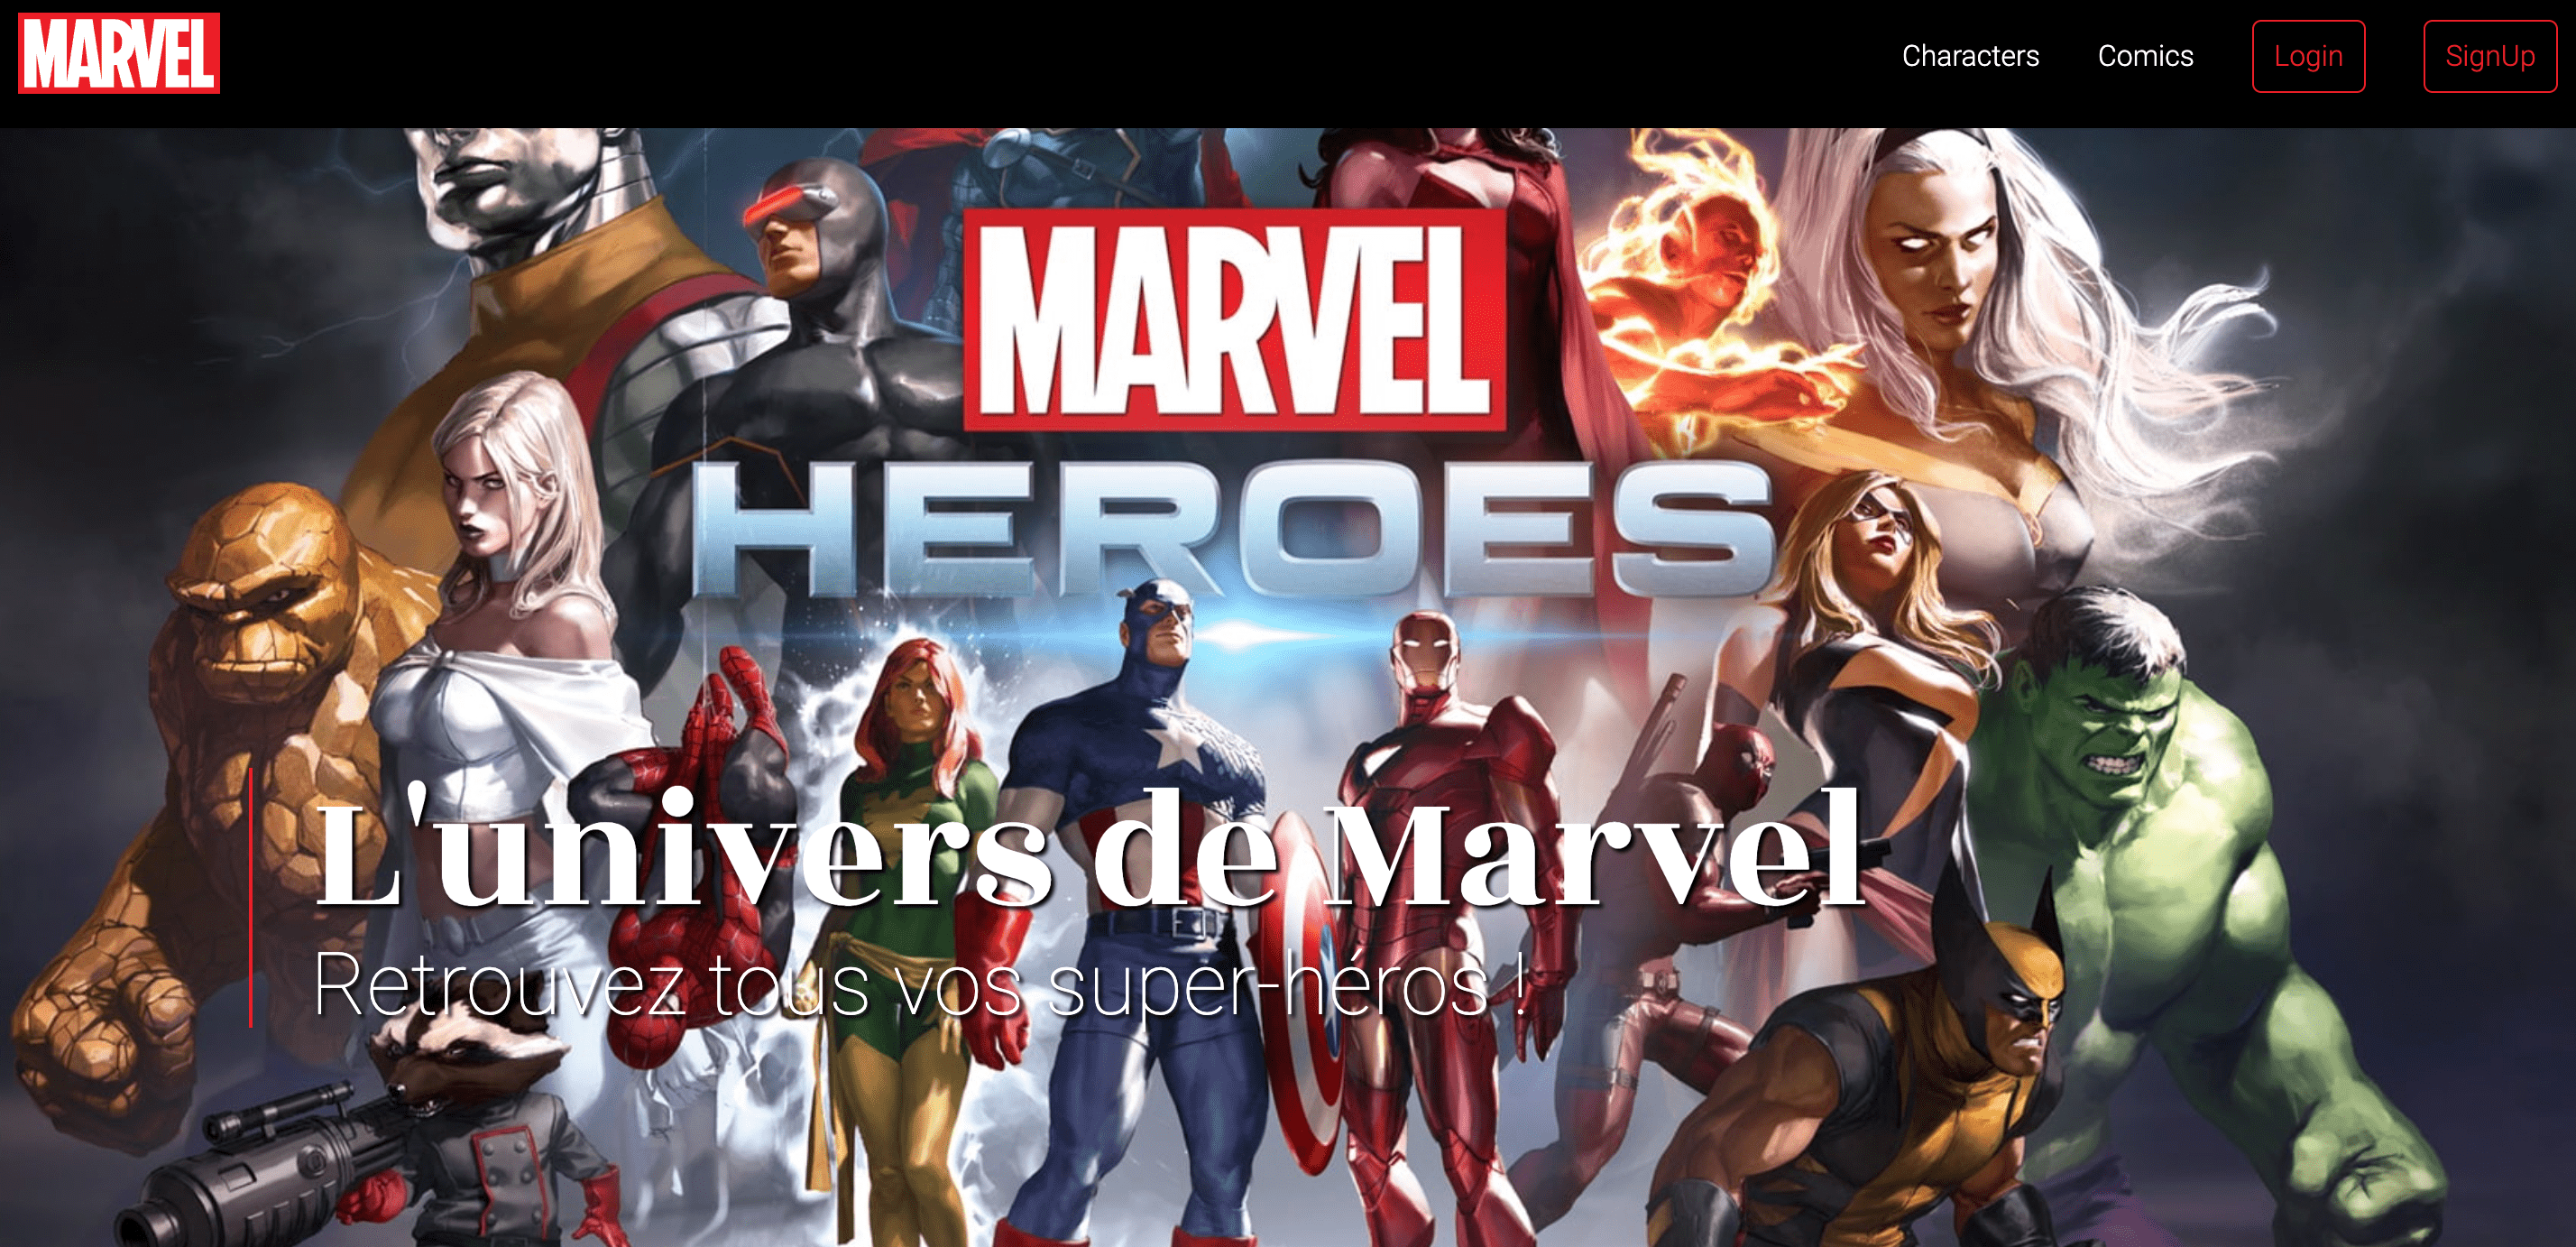 MARVEL
Characters Comics Login SignUp
MARVEL
HEROES
L'univers de Marvel
Retrouvez tous vos super-héros !